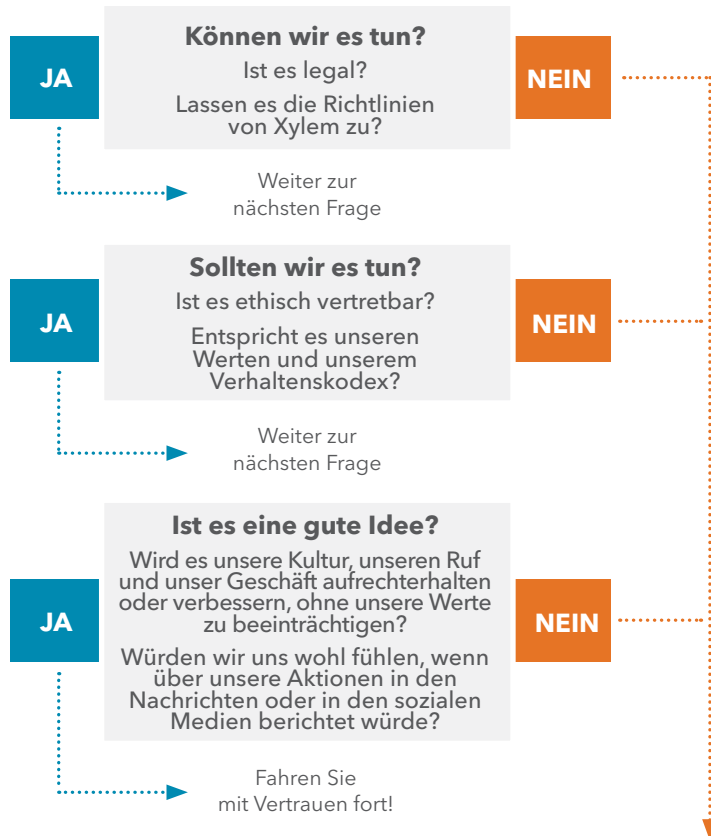 Können wir es tun?
JA
Ist es legal?
NEIN
Lassen es die Richtlinien
von Xylem zu?
Weiter zur
nächsten Frage
Sollten wir es tun?
Ist es ethisch vertretbar?
JA
NEIN
Entspricht es unseren
Werten und unserem
Verhaltenskodex?
Weiter zur
nächsten Frage
Ist es eine gute Idee?
Wird es unsere Kultur, unseren Ruf
und unser Geschäft aufrechterhalten
oder verbessern, ohne unsere Werte
zu beeinträchtigen?
JA
NEIN
Würden wir uns wohl fühlen, wenn
über unsere Aktionen in den
Nachrichten oder in den sozialen
Medien berichtet würde?
Fahren Sie
mit Vertrauen fort!